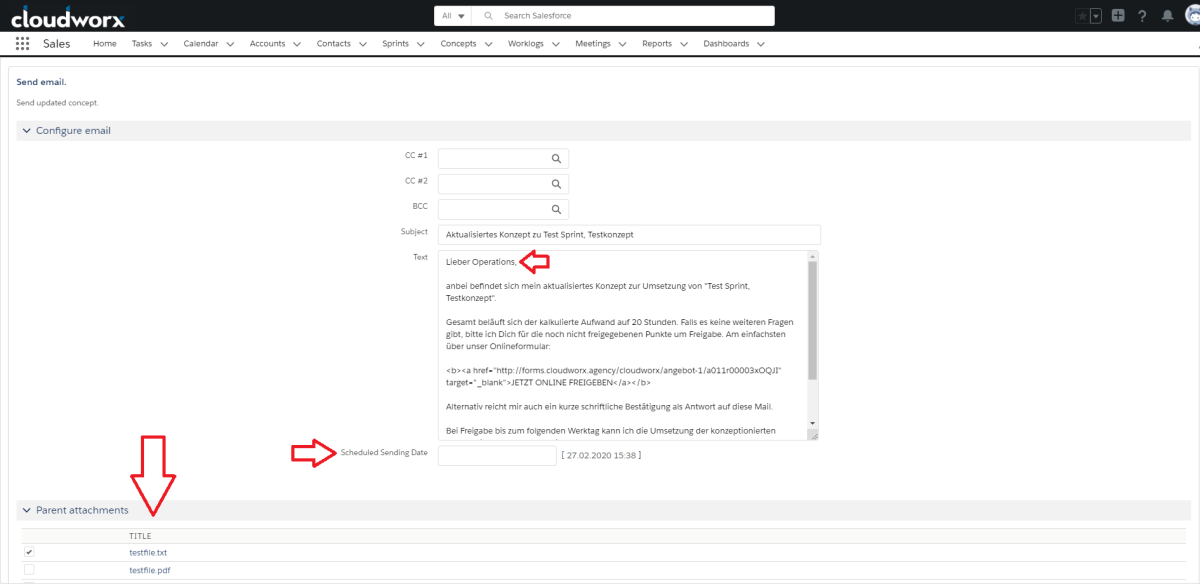 cloudworx
All
Search Salesforce
Sales Home Tasks Calendar Accounts Contacts Sprints Concepts Worklogs Meetings Reports Dashboards
Send email.
Send updated concept.
Configure email
CC #1
CC #2
BCC
Subject Aktualisiertes Konzept zu Test Sprint, Testkonzept
Text Lieber Operations,
anbei befindet sich mein aktualisiertes Konzept zur Umsetzung von "Test Sprint,
Testkonzept".
Gesamt beläuft sich der kalkulierte Aufwand auf 20 Stunden. Falls es keine weiteren Fragen
gibt, bitte ich Dich für die noch nicht freigegebenen Punkte um Freigabe. Am einfachsten
über unser Onlineformular:
<b><a href="http://forms.cloudworx.agency/cloudworx/angebot-1/a011r00003xOQJI"
target="_blank">JETZT ONLINE FREIGEBEN</a></b>
Alternativ reicht mir auch ein kurze schriftliche Bestätigung als Antwort auf diese Mail.
Bei Freigabe bis zum folgenden Werktag kann ich die Umsetzung der konzeptionierten
Scheduled Sending Date [ 27.02.2020 15:38 ]
Parent attachments
TITLE
testfile.txt
testfile.pdf